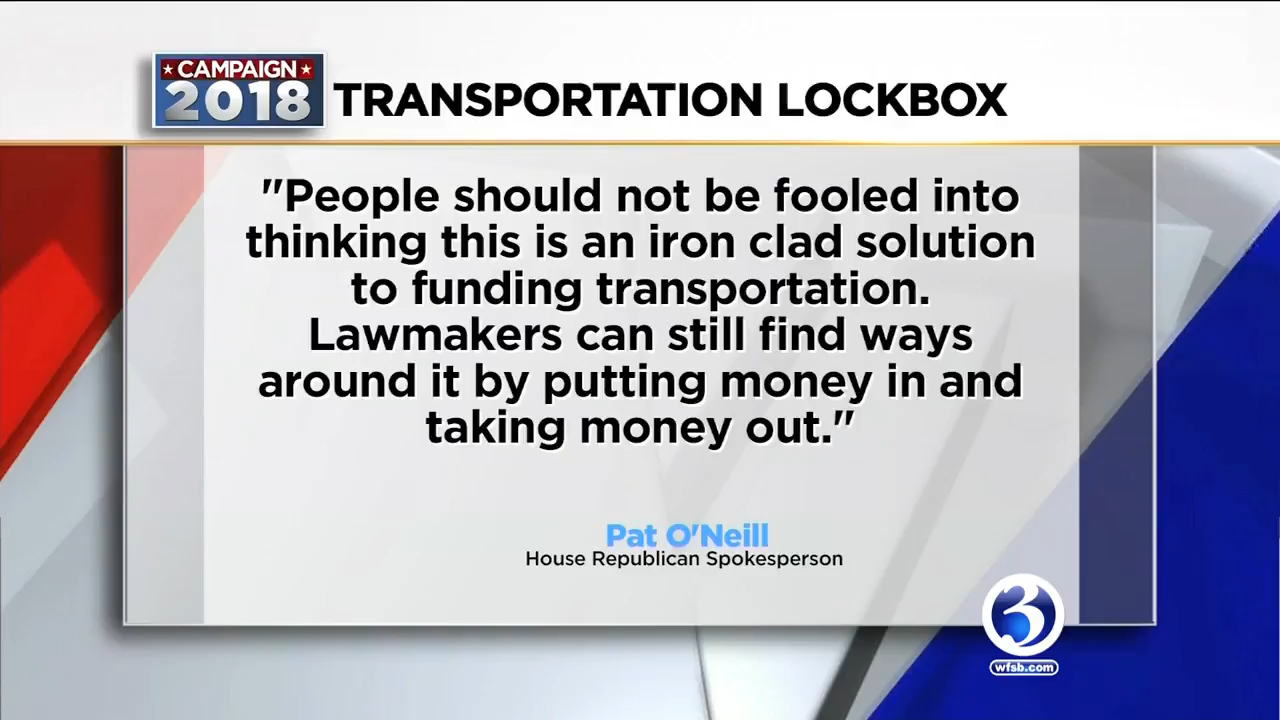 CAMPAIGN
2018
TRANSPORTATION LOCKBOX
"People should not be fooled into
thinking this is an iron clad solution
to funding transportation.
Lawmakers can still find ways
around it by putting money in and
taking money out."
Pat O'Neill
House Republican Spokesperson
3
wfsb.com